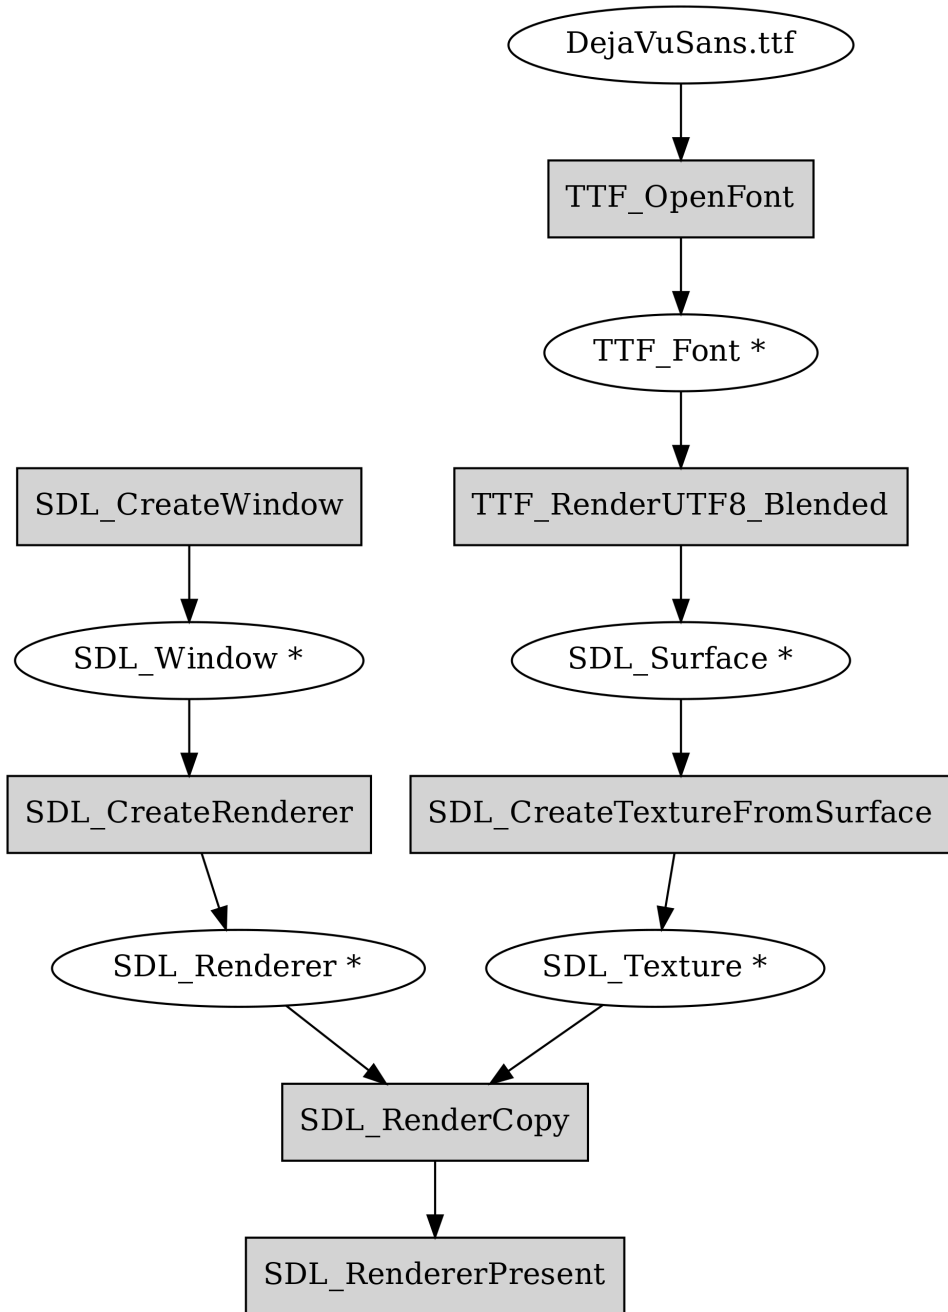 DejaVuSans.ttf
TTF_OpenFont
TTF_Font *
SDL_CreateWindow
TTF_RenderUTF8_Blended
SDL_Window *
SDL_Surface *
SDL_CreateRenderer
SDL_CreateTextureFromSurface
SDL_Renderer *
SDL_Texture *
SDL_RenderCopy
SDL_RendererPresent